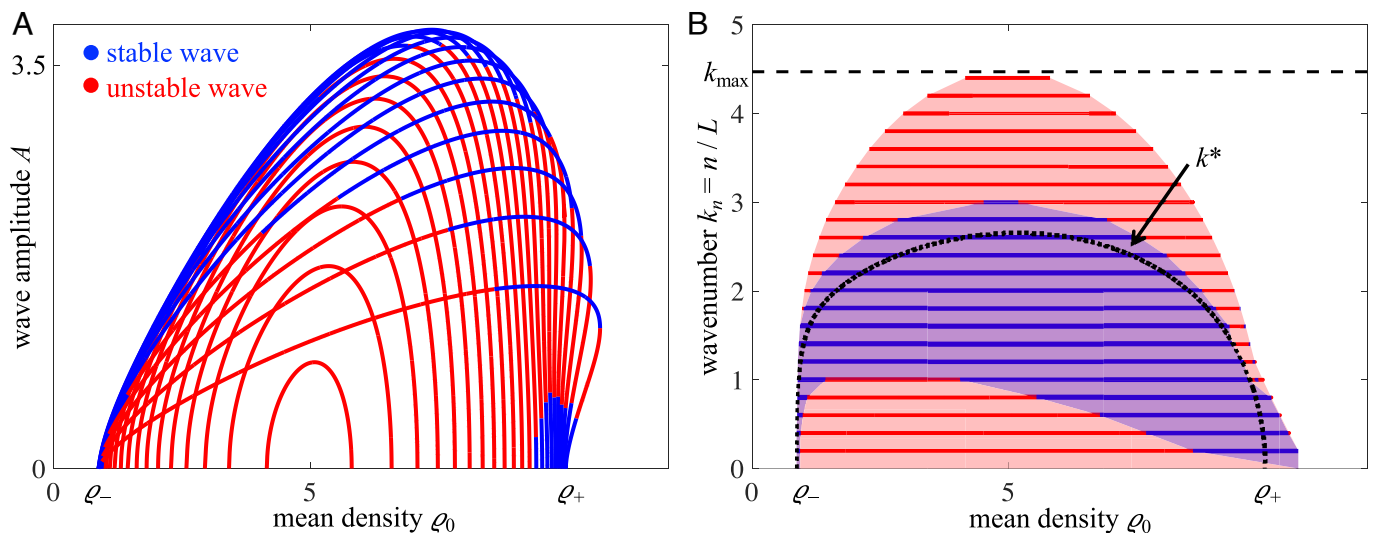 A
stable wave
unstable wave
3.5
0
wave amplitude A
0
ϱ₋
5
ϱ₊
mean density ϱ₀
B
5
kmax
4
3
2
1
0
k*
wavenumber kₙ = n / L
0
ϱ₋
5
ϱ₊
mean density ϱ₀